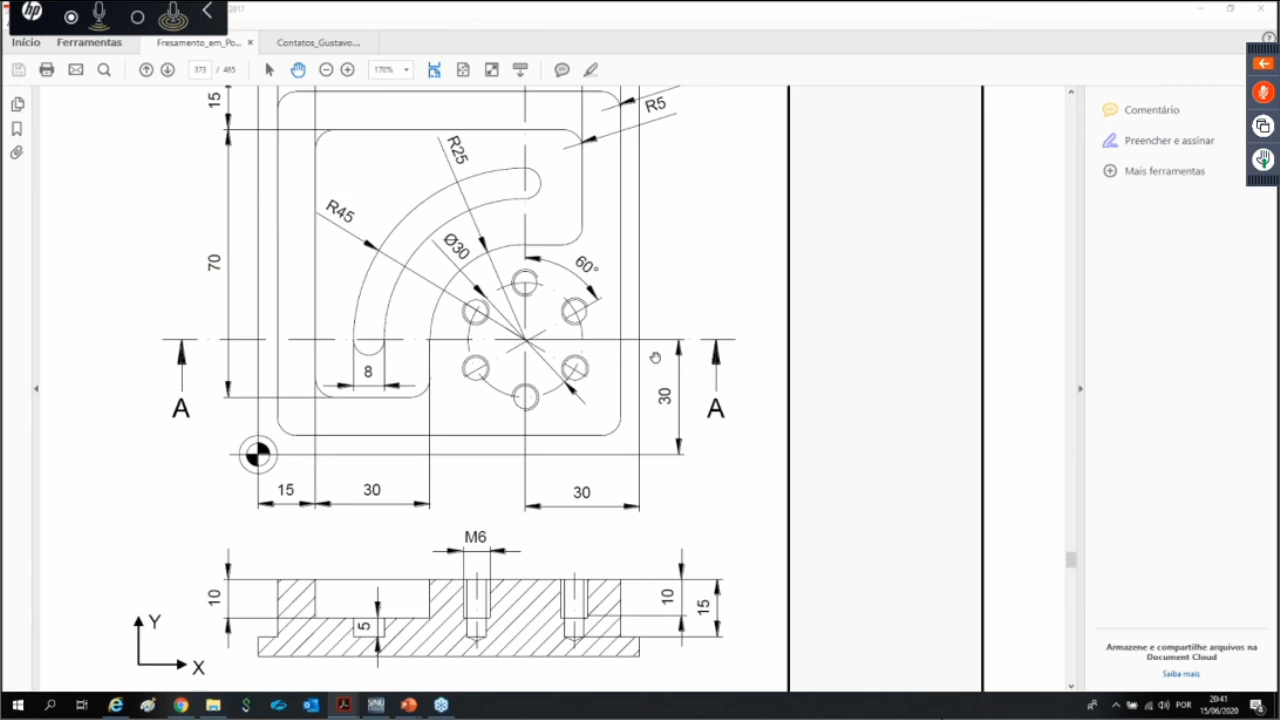 hp
2017
Início Ferramentas Fresamento_em_Po... × Contatos_Gustavo...
373 / 465 170%
15
R5
R25
R45
Ø30
60°
70
8
30
A A
15 30 30
M6
10 5 10 15
Y
X
Comentário
Preencher e assinar
Mais ferramentas
Armazene e compartilhe arquivos na
Document Cloud
Saiba mais
POR
20:41
15/06/2020